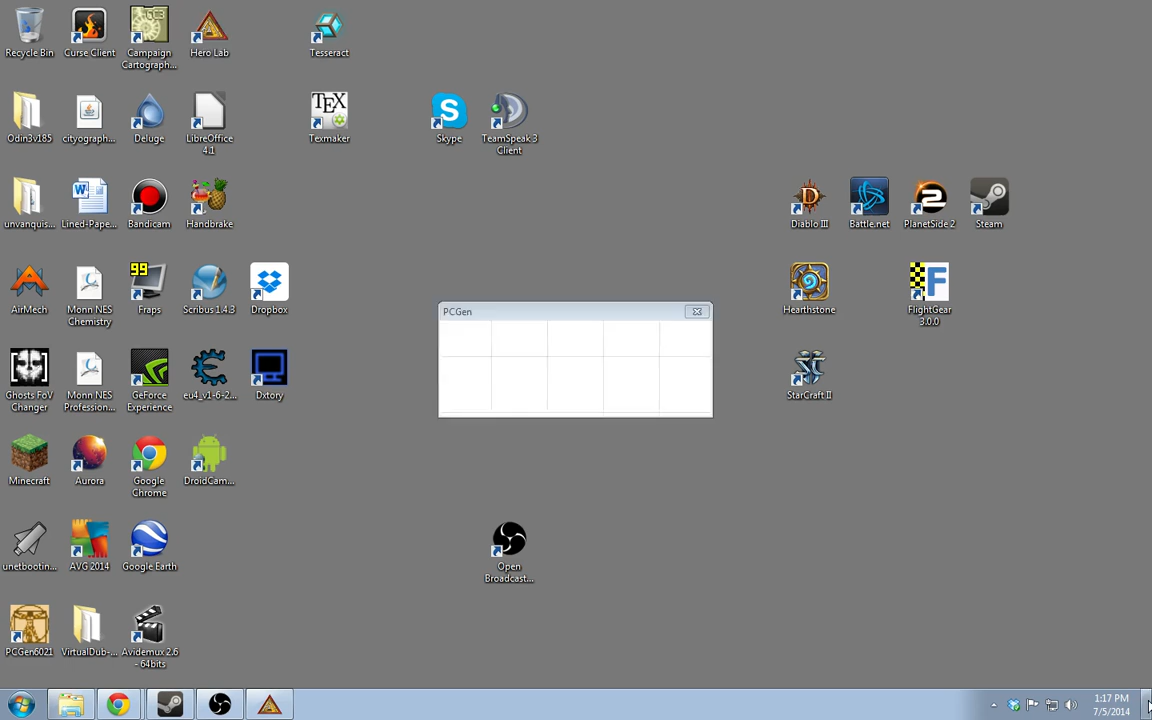 Recycle Bin
Curse Client
Campaign
Cartograph...
Hero Lab
Tesseract
Odin3v185
cityograph...
Deluge
LibreOffice
4.1
TEX
Texmaker
Skype
TeamSpeak 3
Client
unvanquis...
Lined-Pape...
Bandicam
Handbrake
Diablo III
Battle.net
PlanetSide 2
Steam
AirMech
Monn NES
Chemistry
99
Fraps
Scribus 1.4.3
Dropbox
PCGen
Hearthstone
FlightGear
3.0.0
Ghosts FoV
Changer
Monn NES
Profession...
GeForce
Experience
eu4_v1-6-2...
Dxtory
StarCraft II
Minecraft
Aurora
Google
Chrome
DroidCam...
unetbootin...
AVG 2014
Google Earth
Open
Broadcast...
PCGen6021
VirtualDub-...
Avidemux 2.6
- 64bits
1:17 PM
7/5/2014